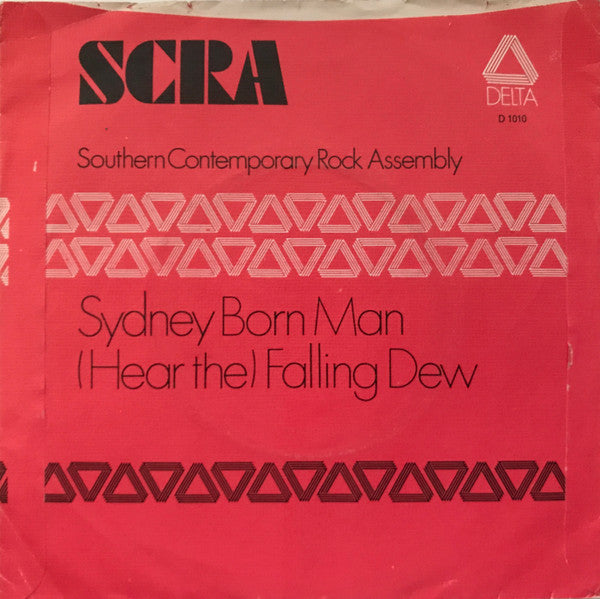 SCRA
DELTA
D 1010
Southern Contemporary Rock Assembly
Sydney Born Man
(Hear the) Falling Dew